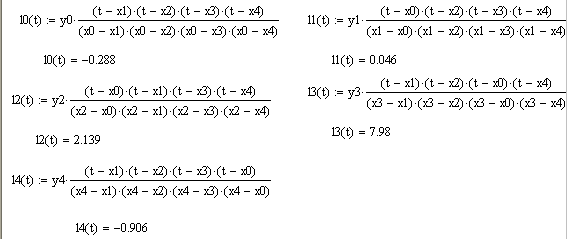 l0(t) := y0· (t − x1)·(t − x2)·(t − x3)·(t − x4) / (x0 − x1)·(x0 − x2)·(x0 − x3)·(x0 − x4)
l1(t) := y1· (t − x0)·(t − x2)·(t − x3)·(t − x4) / (x1 − x0)·(x1 − x2)·(x1 − x3)·(x1 − x4)
l0(t) = −0.288
l1(t) = 0.046
l2(t) := y2· (t − x0)·(t − x1)·(t − x3)·(t − x4) / (x2 − x0)·(x2 − x1)·(x2 − x3)·(x2 − x4)
l3(t) := y3· (t − x1)·(t − x2)·(t − x0)·(t − x4) / (x3 − x1)·(x3 − x2)·(x3 − x0)·(x3 − x4)
l2(t) = 2.139
l3(t) = 7.98
l4(t) := y4· (t − x1)·(t − x2)·(t − x3)·(t − x0) / (x4 − x1)·(x4 − x2)·(x4 − x3)·(x4 − x0)
l4(t) = −0.906